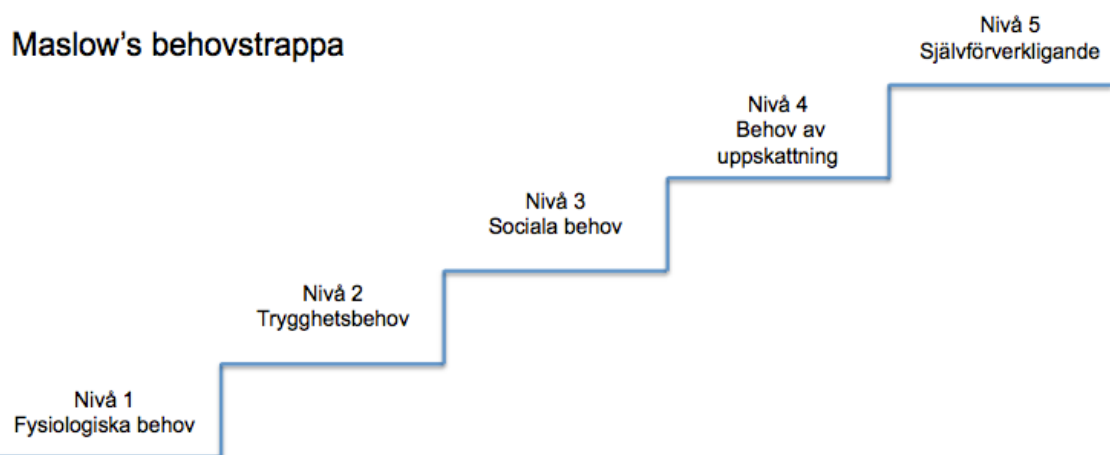 Maslow's behovstrappa
Nivå 1
Fysiologiska behov
Nivå 2
Trygghetsbehov
Nivå 3
Sociala behov
Nivå 4
Behov av
uppskattning
Nivå 5
Självförverkligande